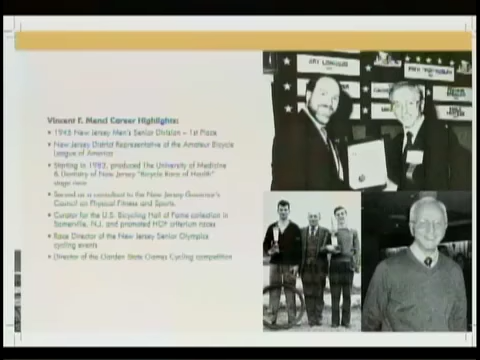 Vincent F. Menci Career Highlights:
• 1945 New Jersey Men's Senior Division – 1st Place
• New Jersey District Representative of the Amateur Bicycle
League of America
• Starting in 1983, produced The University of Medicine
& Dentistry of New Jersey "Bicycle Race of Health"
stage race
• Served as a consultant to the New Jersey Governor's
Council on Physical Fitness and Sports.
• Curator for the U.S. Bicycling Hall of Fame collection in
Somerville, N.J. and promoted HOF criterium races
• Race Director of the New Jersey Senior Olympics
cycling events
• Director of the Garden State Games Cycling competition